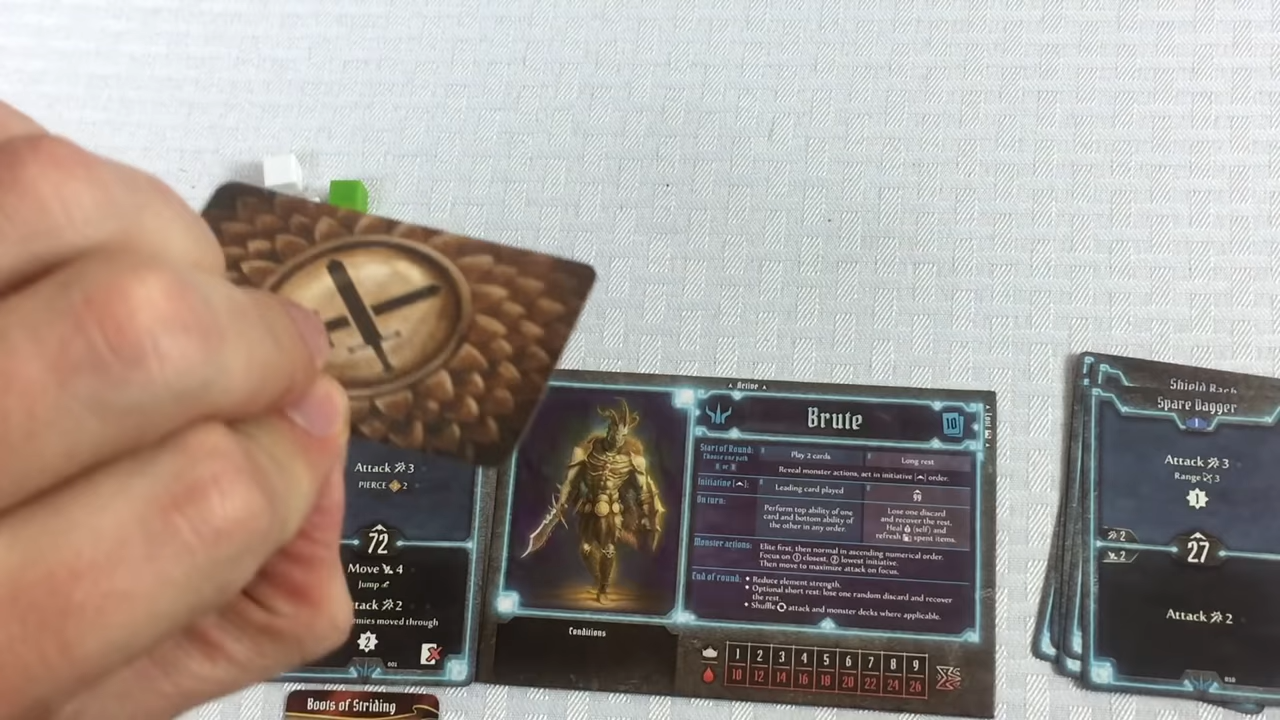 Attack 3
PIERCE 2
72
Move 4
Jump
ttack 2
emies moved through
2
001
Boots of Striding
Active
Lost
Brute
10
Start of Round:
Choose one path
Play 2 cards
Long rest
Reveal monster actions, act in initiative order.
Initiative
Leading card played
99
On turn:
Perform top ability of one
card and bottom ability of
the other in any order.
Lose one discard
and recover the rest.
Heal (self) and
refresh spent items.
Monster actions:
Elite first, then normal in ascending numerical order.
Focus on 1 closest, 2 lowest initiative.
Then move to maximize attack on focus.
End of round:
Reduce element strength.
Optional short rest: lose one random discard and recover
the rest.
Shuffle attack and monster decks where applicable.
Conditions
1 2 3 4 5 6 7 8 9
10 12 14 16 18 20 22 24 26
Shield Bash
Spare Dagger
1
Attack 3
Range 3
1
2
2
27
Attack 2
010